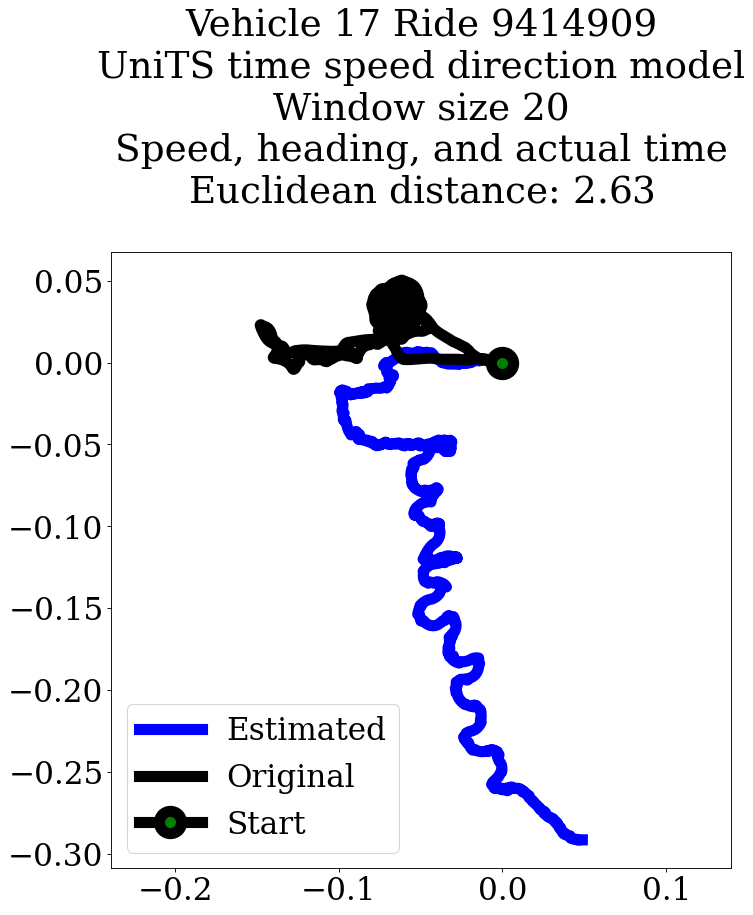 Vehicle 17 Ride 9414909
UniTS time speed direction model
Window size 20
Speed, heading, and actual time
Euclidean distance: 2.63
0.05
0.00
−0.05
−0.10
−0.15
−0.20
−0.25
−0.30
Estimated
Original
Start
−0.2
−0.1
0.0
0.1